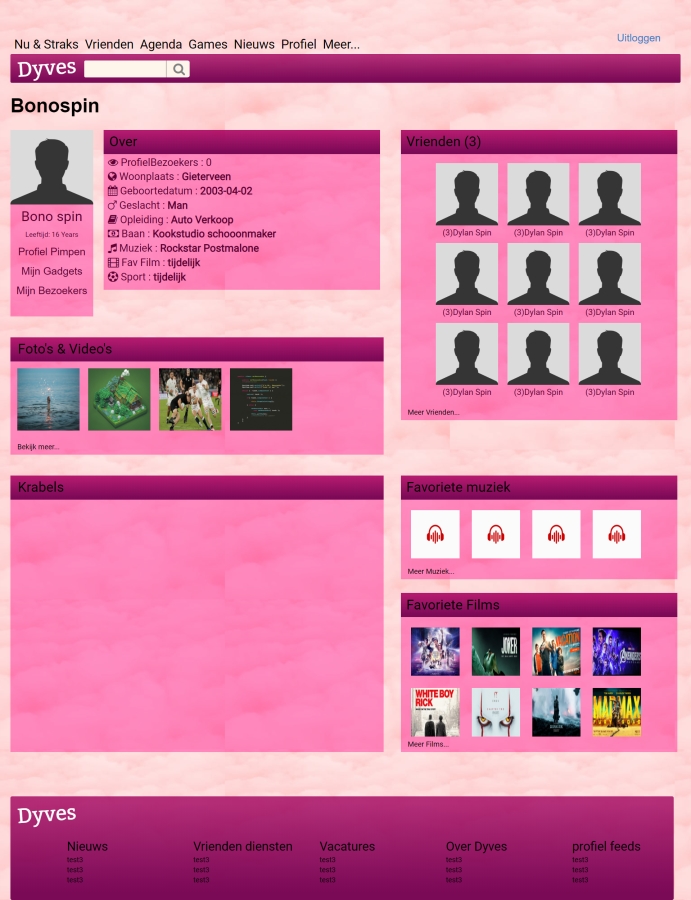 Uitloggen
Nu & Straks Vrienden Agenda Games Nieuws Profiel Meer...
Dyves
Bonospin
Bono spin
Leeftijd: 16 Years
Profiel Pimpen
Mijn Gadgets
Mijn Bezoekers
Over
ProfielBezoekers : 0
Woonplaats : Gieterveen
Geboortedatum : 2003-04-02
Geslacht : Man
Opleiding : Auto Verkoop
Baan : Kookstudio schooonmaker
Muziek : Rockstar Postmalone
Fav Film : tijdelijk
Sport : tijdelijk
Vrienden (3)
(3)Dylan Spin (3)Dylan Spin (3)Dylan Spin
(3)Dylan Spin (3)Dylan Spin (3)Dylan Spin
(3)Dylan Spin (3)Dylan Spin (3)Dylan Spin
Meer Vrienden...
Foto's & Video's
Bekijk meer...
Krabels
Favoriete muziek
Meer Muziek...
Favoriete Films
JOKER
AVENGERS
WHITE BOY
RICK
MAD MAX
Meer Films...
Dyves
Nieuws Vrienden diensten Vacatures Over Dyves profiel feeds
test3 test3 test3 test3 test3
test3 test3 test3 test3 test3
test3 test3 test3 test3 test3